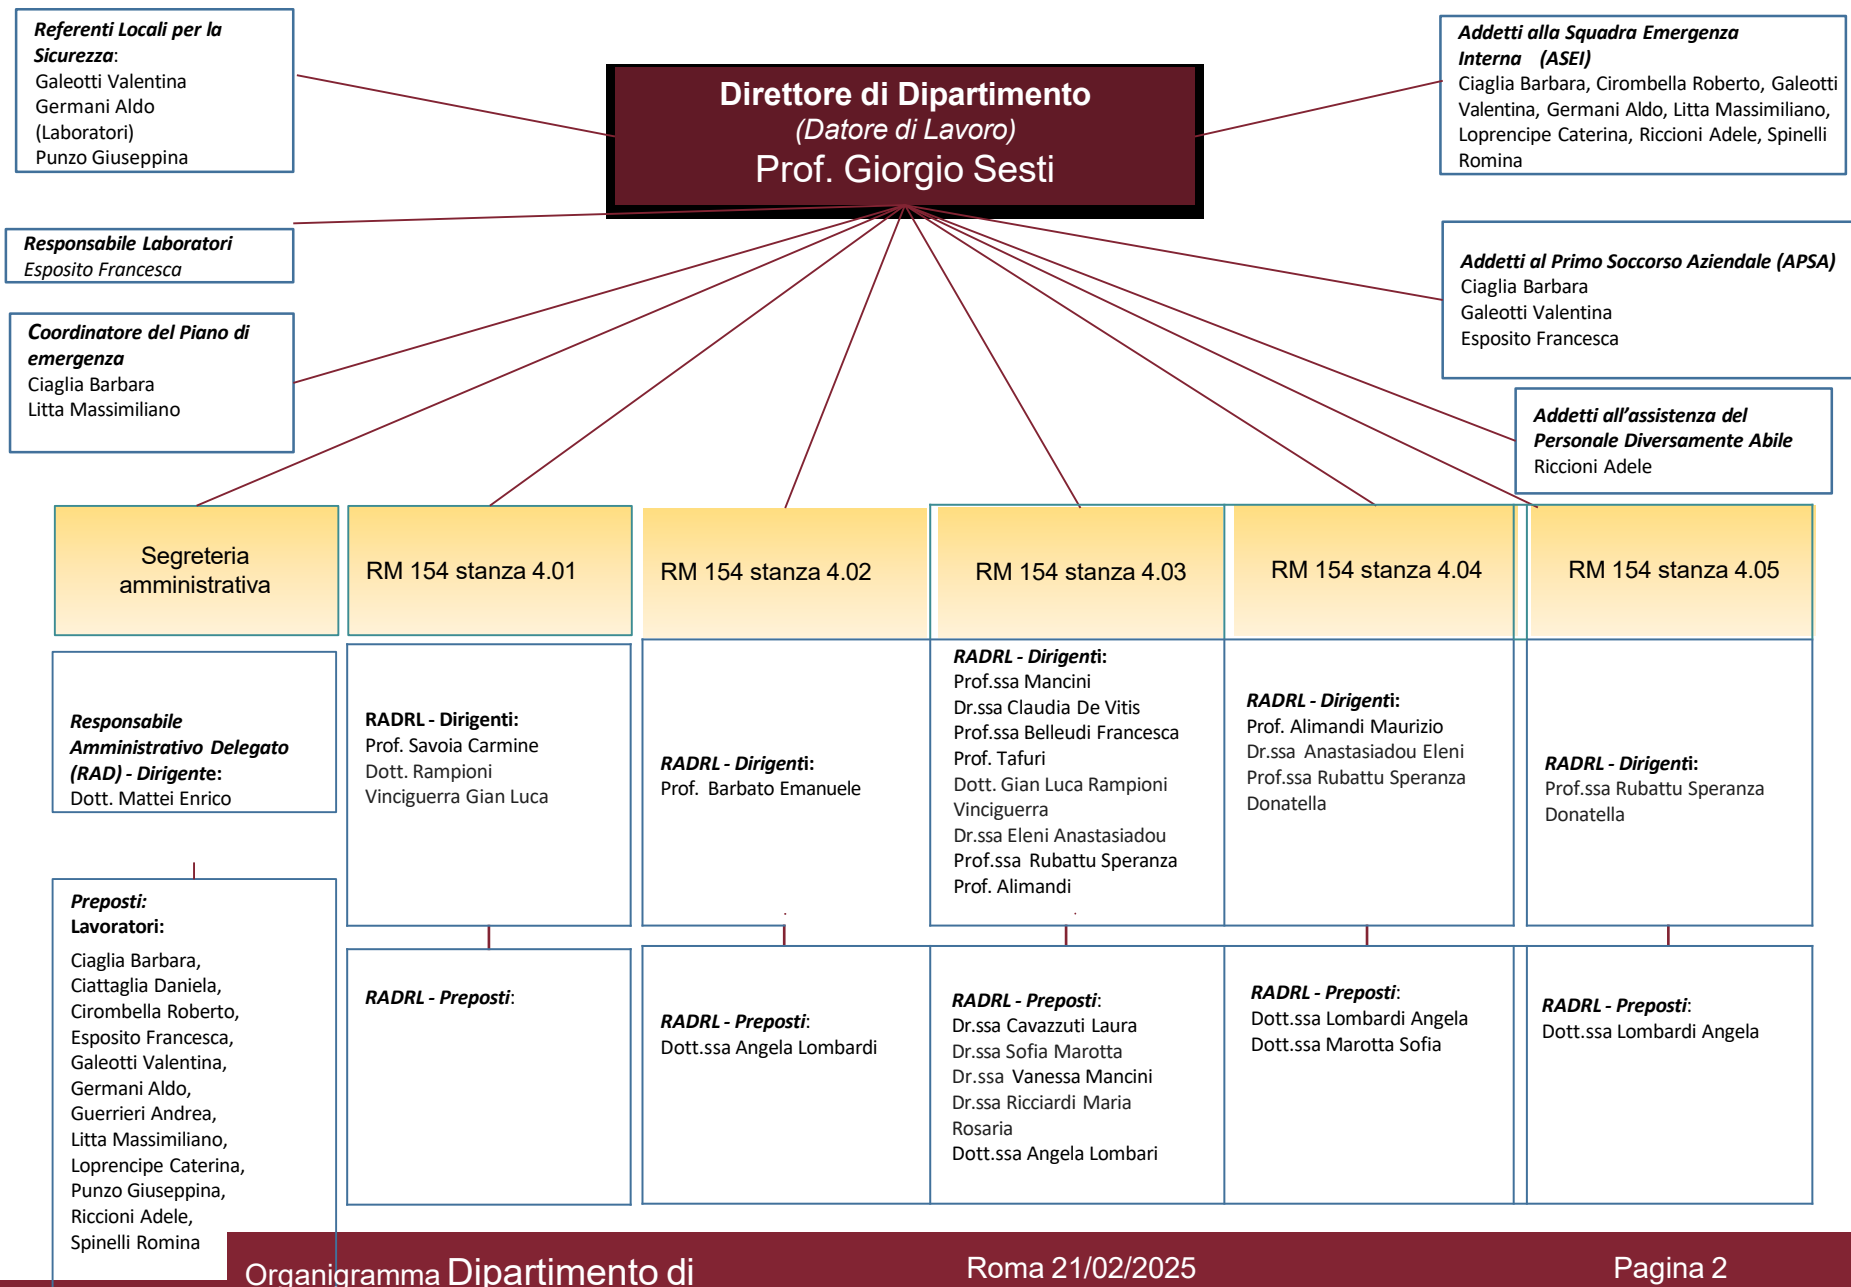 Referenti Locali per la
Sicurezza:
Galeotti Valentina
Germani Aldo
(Laboratori)
Punzo Giuseppina
Direttore di Dipartimento
(Datore di Lavoro)
Prof. Giorgio Sesti
Addetti alla Squadra Emergenza
Interna (ASEI)
Ciaglia Barbara, Cirombella Roberto, Galeotti
Valentina, Germani Aldo, Litta Massimiliano,
Loprencipe Caterina, Riccioni Adele, Spinelli
Romina
Responsabile Laboratori
Esposito Francesca
Addetti al Primo Soccorso Aziendale (APSA)
Ciaglia Barbara
Galeotti Valentina
Esposito Francesca
Coordinatore del Piano di
emergenza
Ciaglia Barbara
Litta Massimiliano
Addetti all'assistenza del
Personale Diversamente Abile
Riccioni Adele
Segreteria
amministrativa
RM 154 stanza 4.01
RM 154 stanza 4.02
RM 154 stanza 4.03
RM 154 stanza 4.04
RM 154 stanza 4.05
Responsabile
Amministrativo Delegato
(RAD) - Dirigente:
Dott. Mattei Enrico
RADRL - Dirigenti:
Prof. Savoia Carmine
Dott. Rampioni
Vinciguerra Gian Luca
RADRL - Dirigenti:
Prof. Barbato Emanuele
RADRL - Dirigenti:
Prof.ssa Mancini
Dr.ssa Claudia De Vitis
Prof.ssa Belleudi Francesca
Prof. Tafuri
Dott. Gian Luca Rampioni
Vinciguerra
Dr.ssa Eleni Anastasiadou
Prof.ssa Rubattu Speranza
Prof. Alimandi
RADRL - Dirigenti:
Prof. Alimandi Maurizio
Dr.ssa Anastasiadou Eleni
Prof.ssa Rubattu Speranza
Donatella
RADRL - Dirigenti:
Prof.ssa Rubattu Speranza
Donatella
Preposti:
Lavoratori:
Ciaglia Barbara,
Ciattaglia Daniela,
Cirombella Roberto,
Esposito Francesca,
Galeotti Valentina,
Germani Aldo,
Guerrieri Andrea,
Litta Massimiliano,
Loprencipe Caterina,
Punzo Giuseppina,
Riccioni Adele,
Spinelli Romina
RADRL - Preposti:
RADRL - Preposti:
Dott.ssa Angela Lombardi
RADRL - Preposti:
Dr.ssa Cavazzuti Laura
Dr.ssa Sofia Marotta
Dr.ssa Vanessa Mancini
Dr.ssa Ricciardi Maria
Rosaria
Dott.ssa Angela Lombari
RADRL - Preposti:
Dott.ssa Lombardi Angela
Dott.ssa Marotta Sofia
RADRL - Preposti:
Dott.ssa Lombardi Angela
Organigramma Dipartimento di
Roma 21/02/2025
Pagina 2